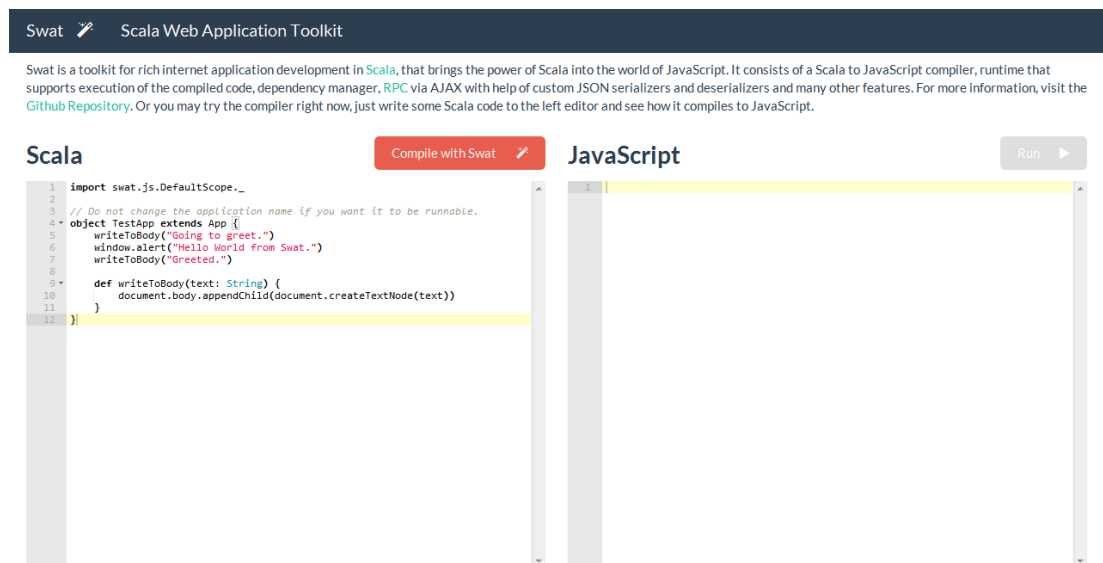 Swat Scala Web Application Toolkit
Swat is a toolkit for rich internet application development in Scala, that brings the power of Scala into the world of JavaScript. It consists of a Scala to JavaScript compiler, runtime that
supports execution of the compiled code, dependency manager, RPC via AJAX with help of custom JSON serializers and deserializers and many other features. For more information, visit the
Github Repository. Or you may try the compiler right now, just write some Scala code to the left editor and see how it compiles to JavaScript.
Scala
Compile with Swat
1 import swat.js.DefaultScope._
2
3 // Do not change the application name if you want it to be runnable.
4 object TestApp extends App {
5 writeToBody("Going to greet.")
6 window.alert("Hello World from Swat.")
7 writeToBody("Greeted.")
8
9 def writeToBody(text: String) {
10 document.body.appendChild(document.createTextNode(text))
11 }
12 }
JavaScript
Run
1